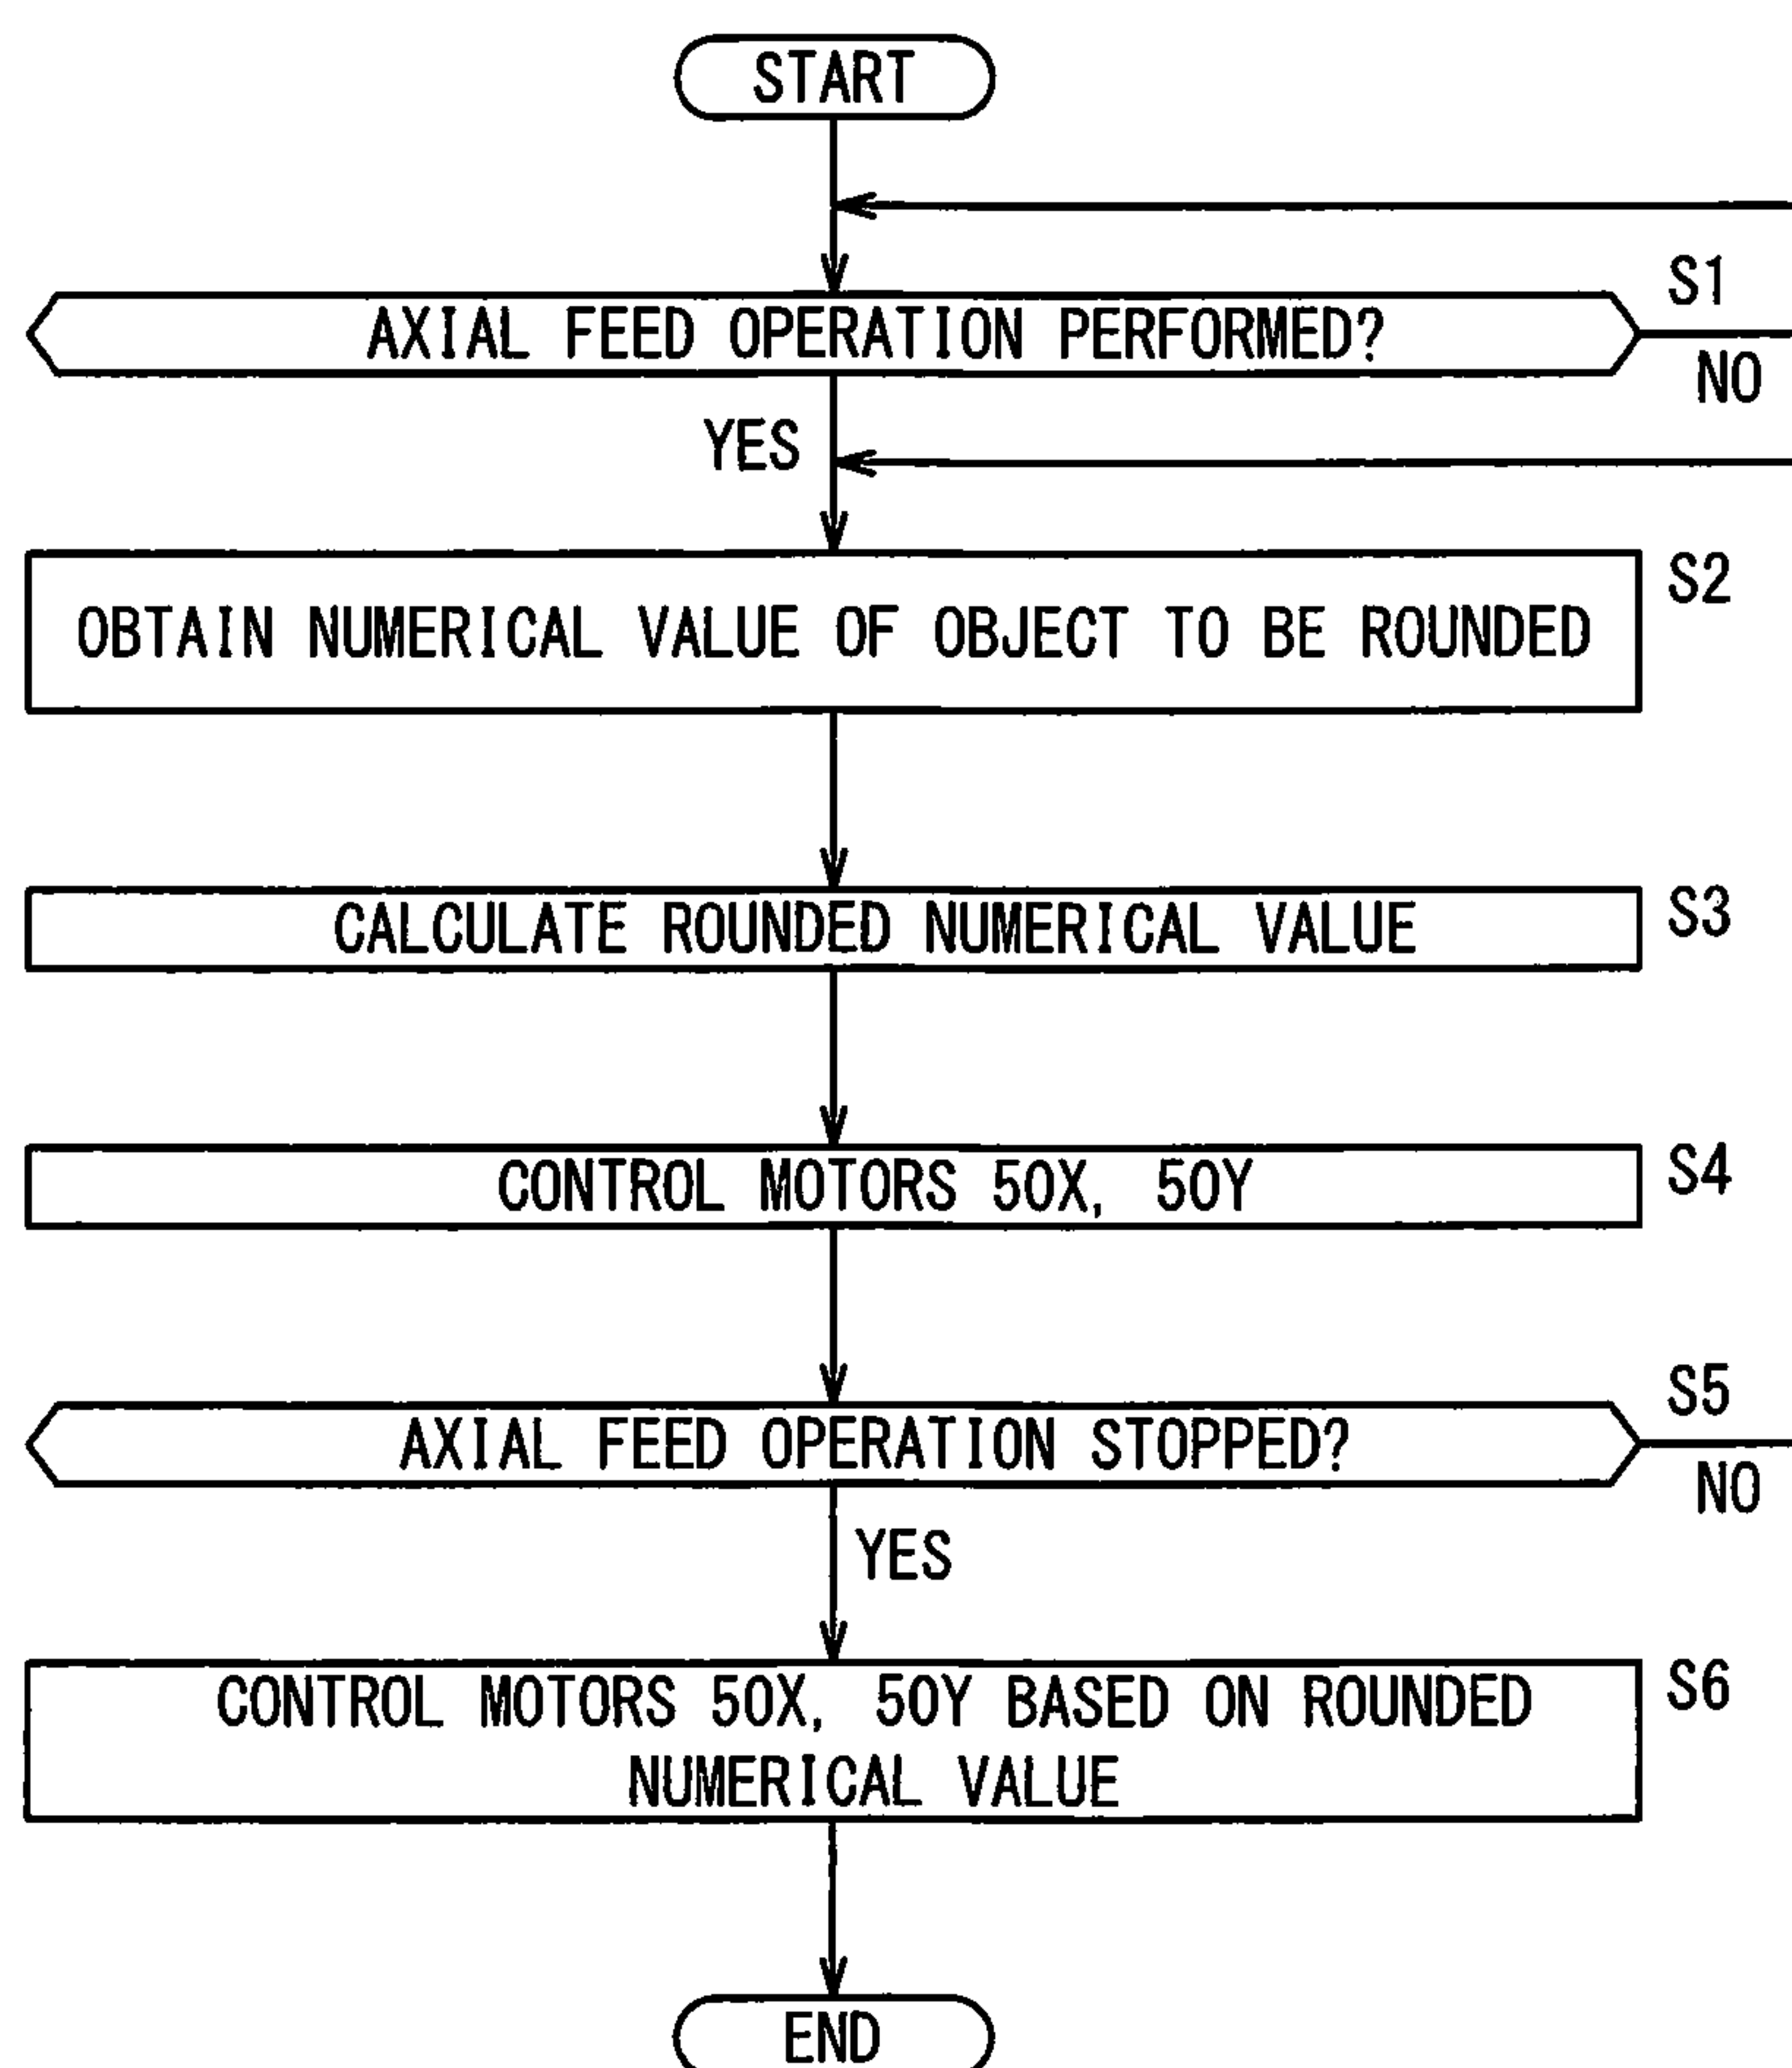 START
S1
AXIAL FEED OPERATION PERFORMED?
NO
YES
S2
OBTAIN NUMERICAL VALUE OF OBJECT TO BE ROUNDED
S3
CALCULATE ROUNDED NUMERICAL VALUE
S4
CONTROL MOTORS 50X, 50Y
S5
AXIAL FEED OPERATION STOPPED?
NO
YES
S6
CONTROL MOTORS 50X, 50Y BASED ON ROUNDED
NUMERICAL VALUE
END